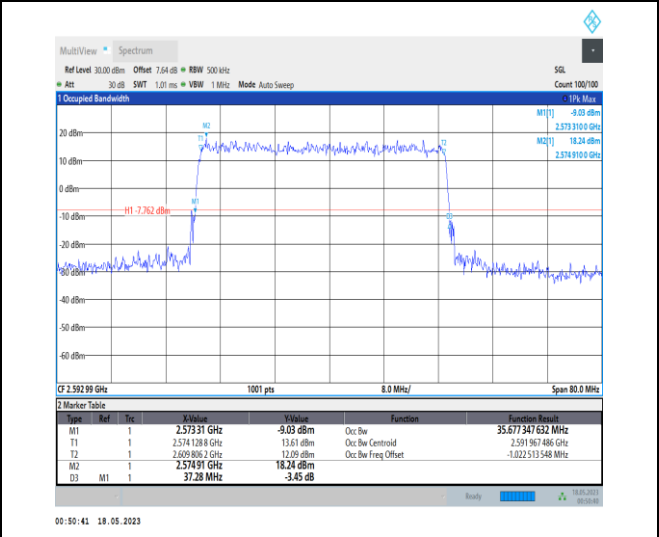 MultiView Spectrum
Ref Level 30.00 dBm Offset 7.64 dB RBW 500 kHz SGL
Att 30 dB SWT 1.01 ms VBW 1 MHz Mode Auto Sweep Count 100/100
1 Occupied Bandwidth 1Pk Max
M1[1] -9.03 dBm
2.573 310 0 GHz
M2[1] 18.24 dBm
2.574 910 0 GHz
M2
20 dBm
T1
T2
10 dBm
0 dBm
M1
H1 -7.762 dBm
-10 dBm
D3
-20 dBm
-30 dBm
-40 dBm
-50 dBm
-60 dBm
CF 2.592 99 GHz 1001 pts 8.0 MHz/ Span 80.0 MHz
2 Marker Table
Type Ref Trc X-Value Y-Value Function Function Result
M1 1 2.573 31 GHz -9.03 dBm Occ Bw 35.677 347 632 MHz
T1 1 2.574 128 8 GHz 13.61 dBm Occ Bw Centroid 2.591 967 486 GHz
T2 1 2.609 806 2 GHz 12.09 dBm Occ Bw Freq Offset -1.022 513 548 MHz
M2 1 2.574 91 GHz 18.24 dBm
D3 M1 1 37.28 MHz -3.45 dB
Ready 18.05.2023
00:50:40
00:50:41 18.05.2023